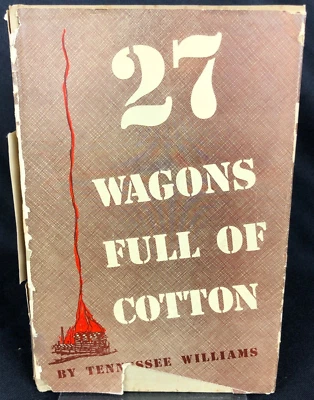 27
WAGONS
FULL OF
COTTON
BY TENNESSEE WILLIAMS